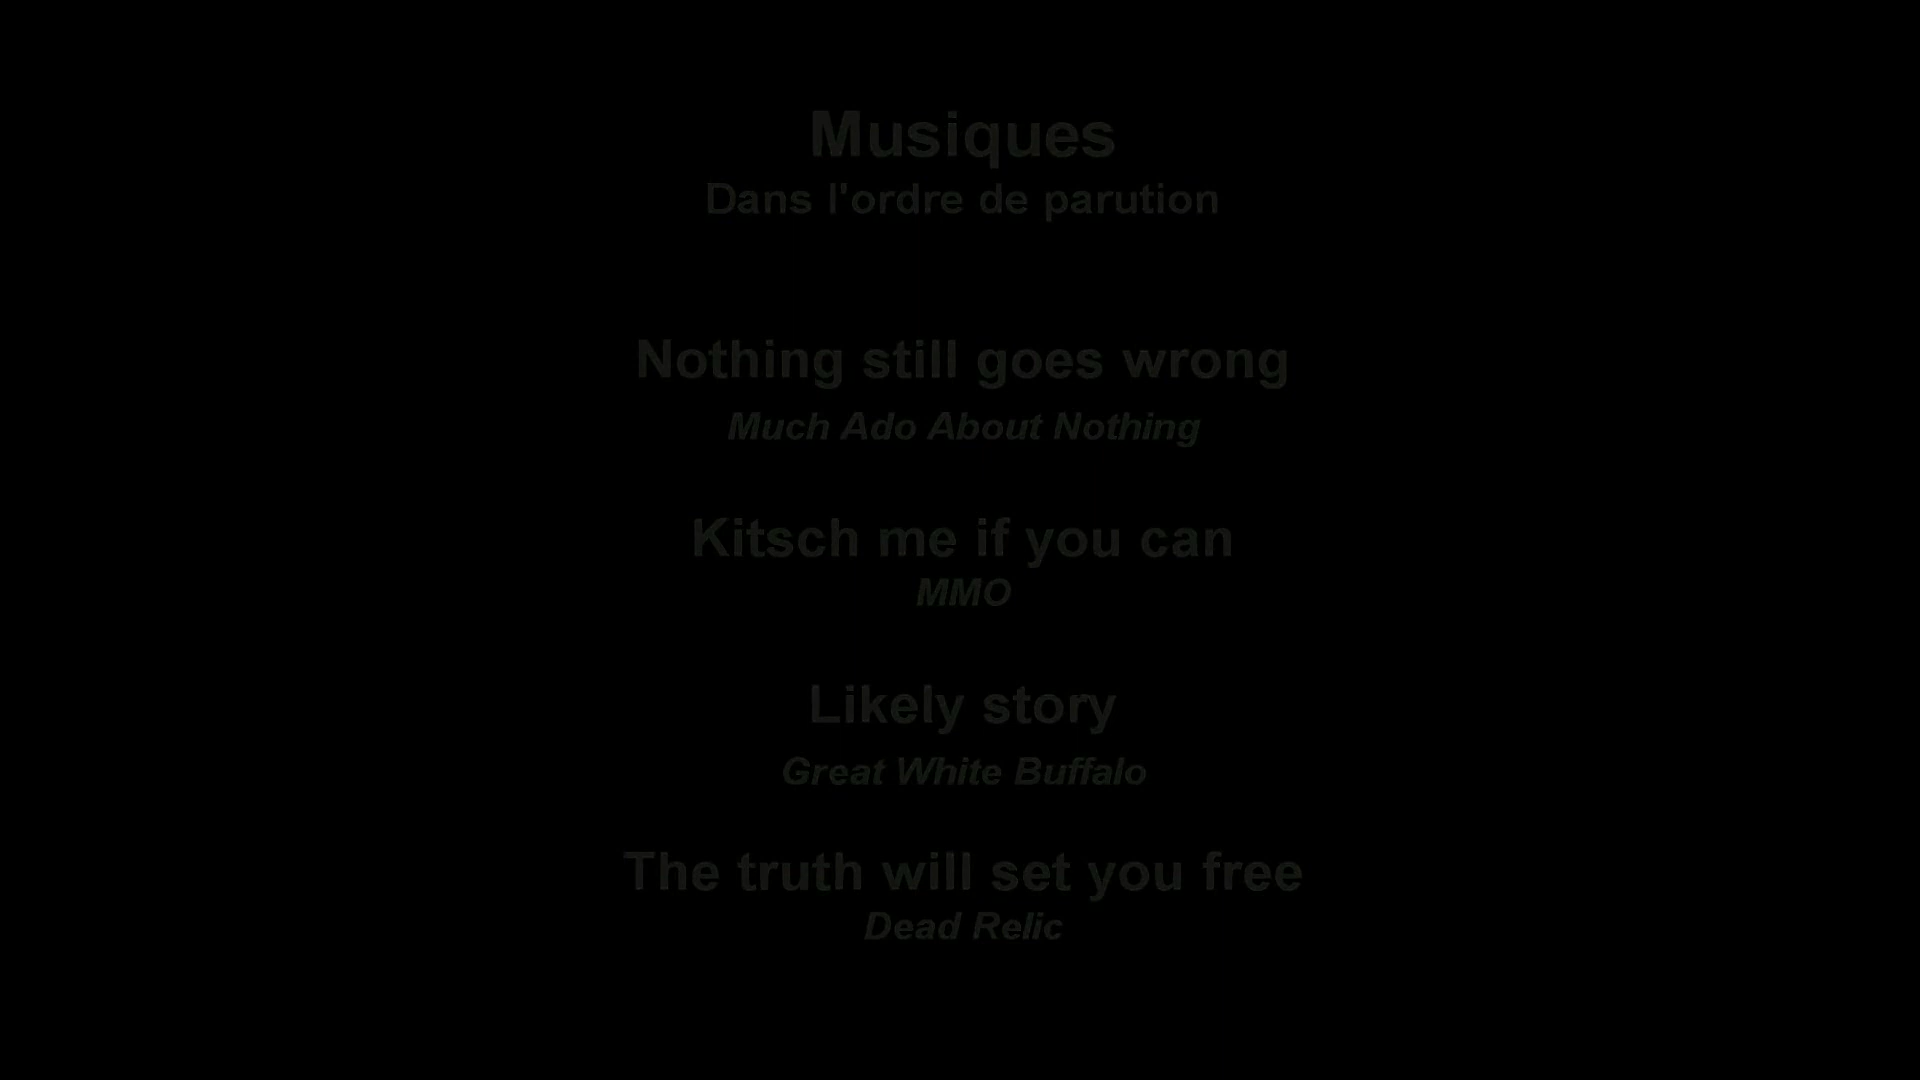 Musiques
Dans l'ordre de parution
Nothing still goes wrong
Much Ado About Nothing
Kitsch me if you can
MMO
Likely story
Great White Buffalo
The truth will set you free
Dead Relic